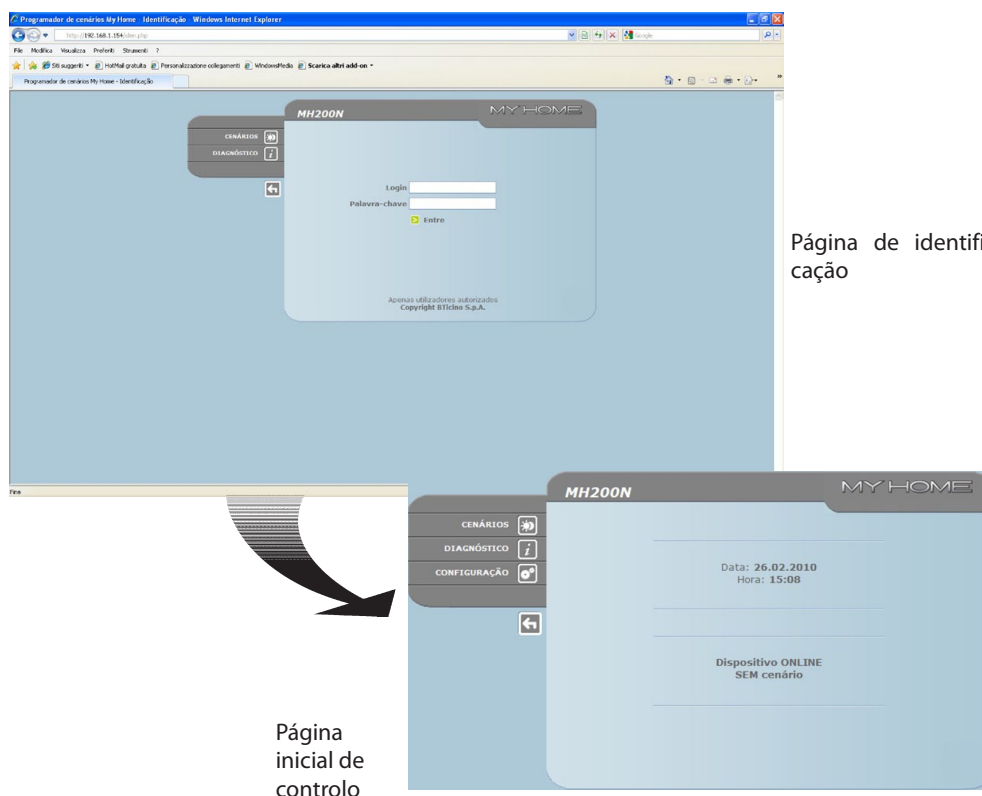 Programador de cenários My Home - Identificação - Windows Internet Explorer
http://192.168.1.154/iden.php
Google
File Modifica Visualizza Preferiti Strumenti ?
Siti suggeriti HotMail gratuita Personalizzazione collegamenti WindowsMedia Scarica altri add-on
Programador de cenários My Home - Identificação
MH200N
MY HOME
CENÁRIOS
DIAGNÓSTICO
Login
Palavra-chave
Entre
Apenas utilizadores autorizados
Copyright BTicino S.p.A.
Fine
Página de identifi
cação
MH200N
MY HOME
CENÁRIOS
DIAGNÓSTICO
CONFIGURAÇÃO
Data: 26.02.2010
Hora: 15:08
Dispositivo ONLINE
SEM cenário
Página
inicial de
controlo